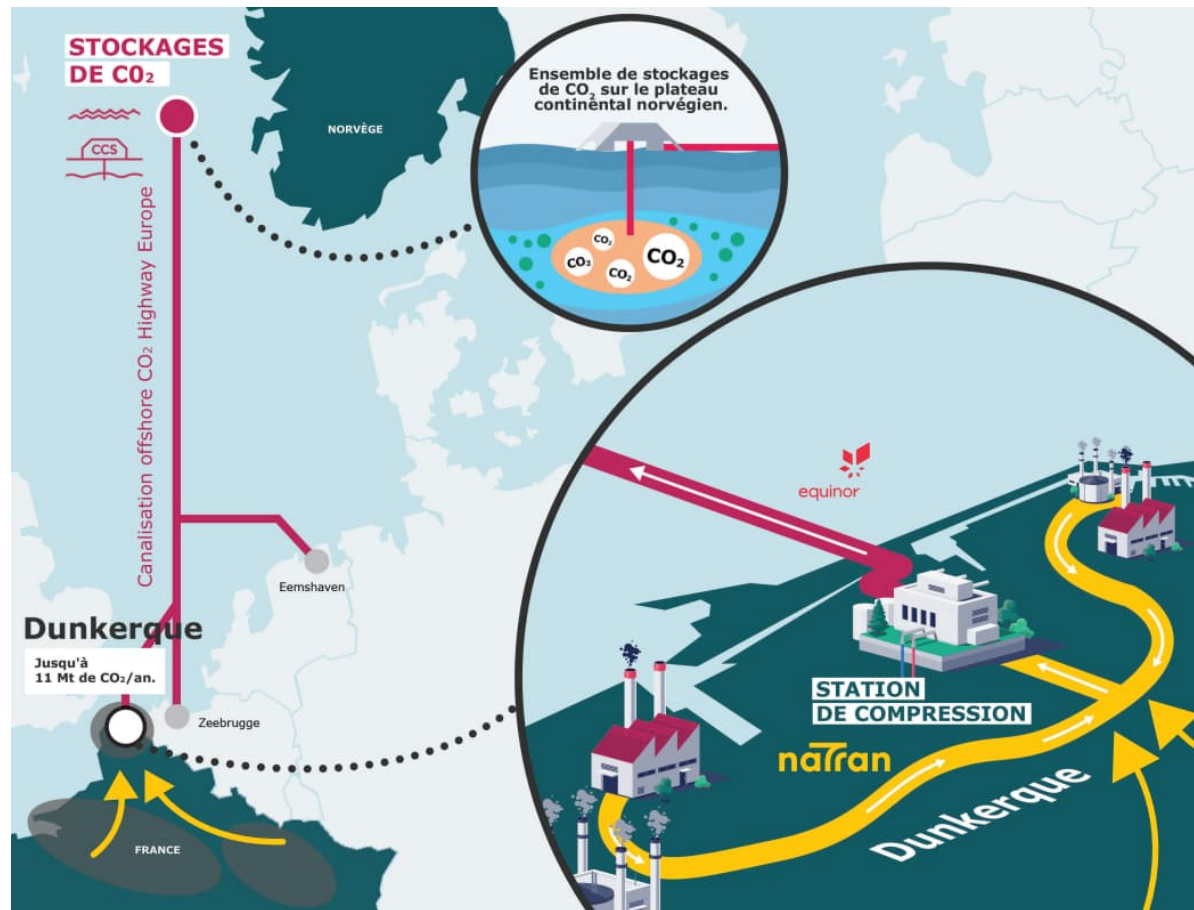 STOCKAGES
DE CO₂
CCS
Canalisation offshore CO₂ Highway Europe
NORVÈGE
Ensemble de stockages
de CO₂ sur le plateau
continental norvégien.
CO₂
CO₂
CO₂
CO₂
equinor
Eemshaven
Dunkerque
Jusqu'à
11 Mt de CO₂/an.
Zeebrugge
FRANCE
STATION
DE COMPRESSION
naTran
Dunkerque